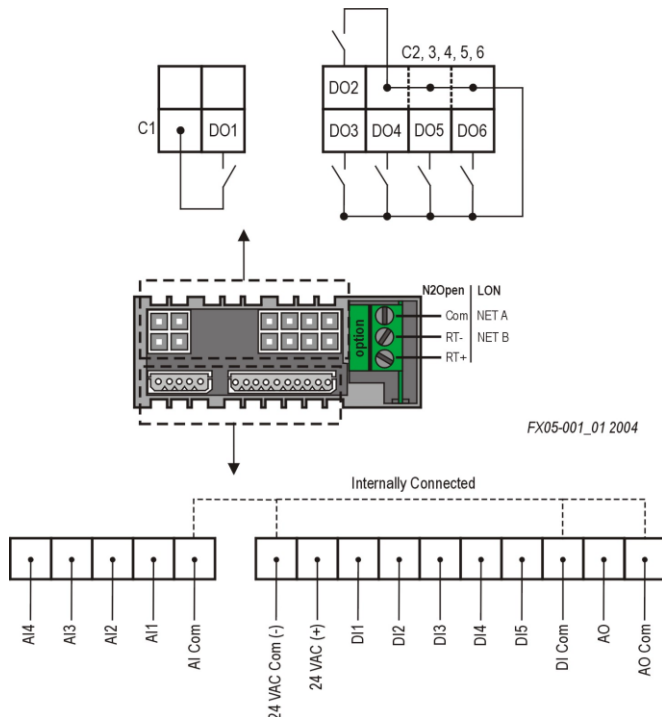 C2, 3, 4, 5, 6
DO2
C1
DO1
DO3
DO4
DO5
DO6
N2Open
LON
Com
NET A
RT-
NET B
RT+
option
FX05-001_01 2004
Internally Connected
AI4
AI3
AI2
AI1
AI Com
24 VAC Com (-)
24 VAC (+)
DI1
DI2
DI3
DI4
DI5
DI Com
AO
AO Com